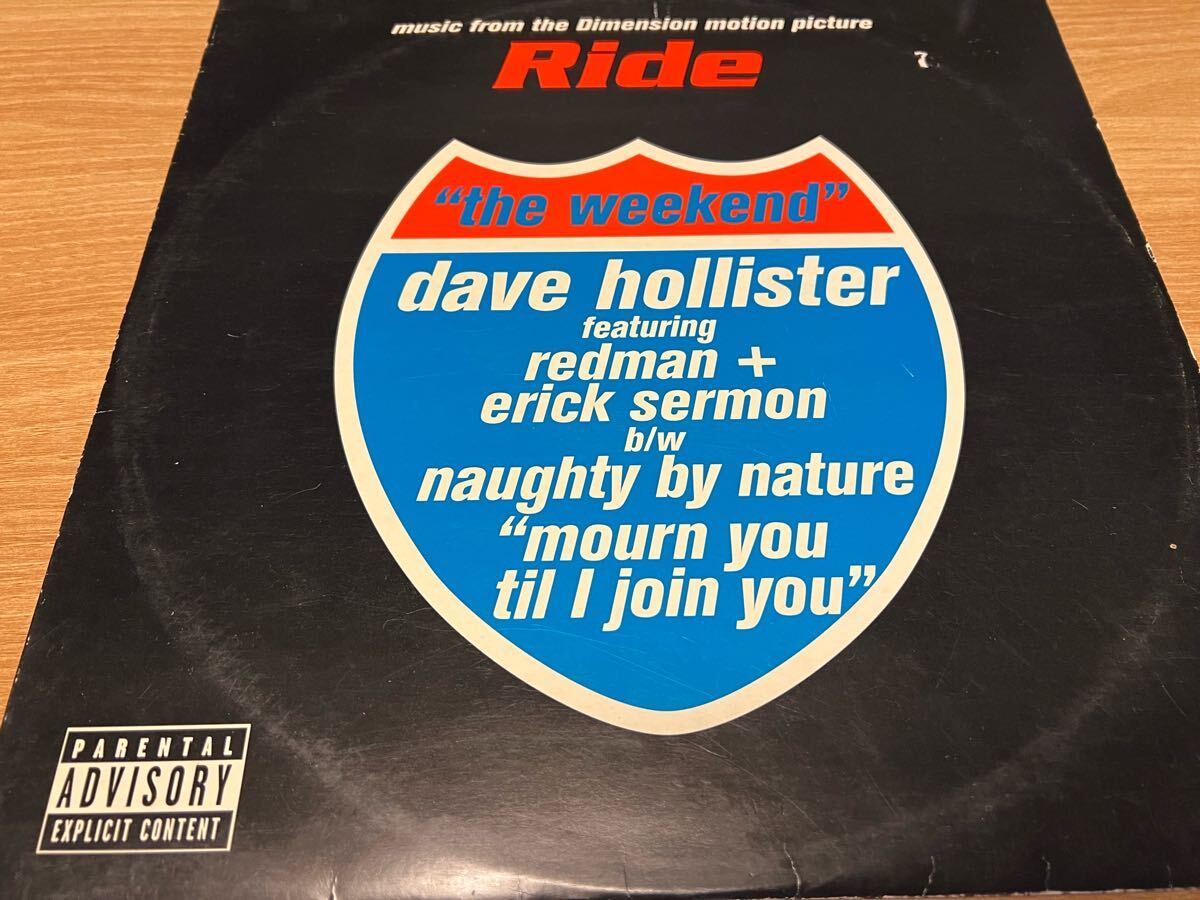 music from the Dimension motion picture
Ride
7
“the weekend”
dave hollister
featuring
redman +
erick sermon
b/w
naughty by nature
“mourn you
til I join you”
PARENTAL
ADVISORY
EXPLICIT CONTENT